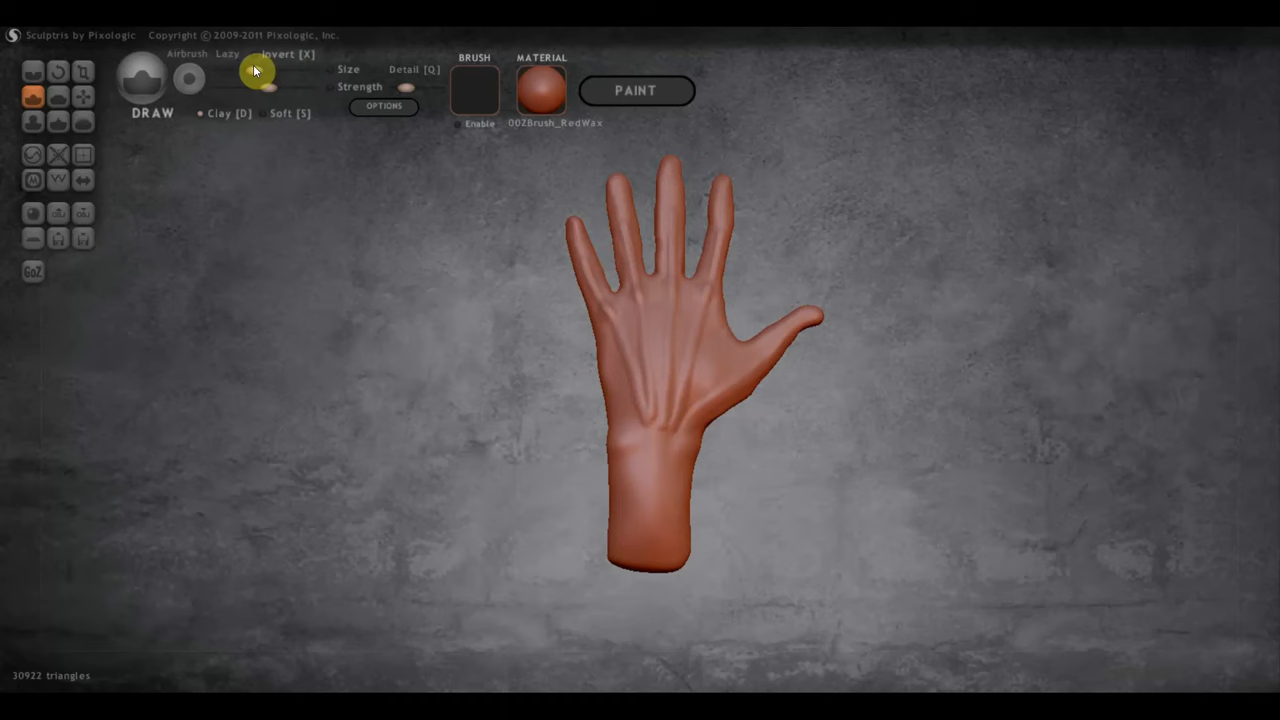 Sculptris by Pixologic Copyright © 2009-2011 Pixologic, Inc.
Airbrush Lazy Invert [X]
Size Detail [Q]
Strength
OPTIONS
DRAW
Clay [D] Soft [S]
BRUSH
Enable
MATERIAL
00ZBrush_RedWax
PAINT
GoZ
30922 triangles